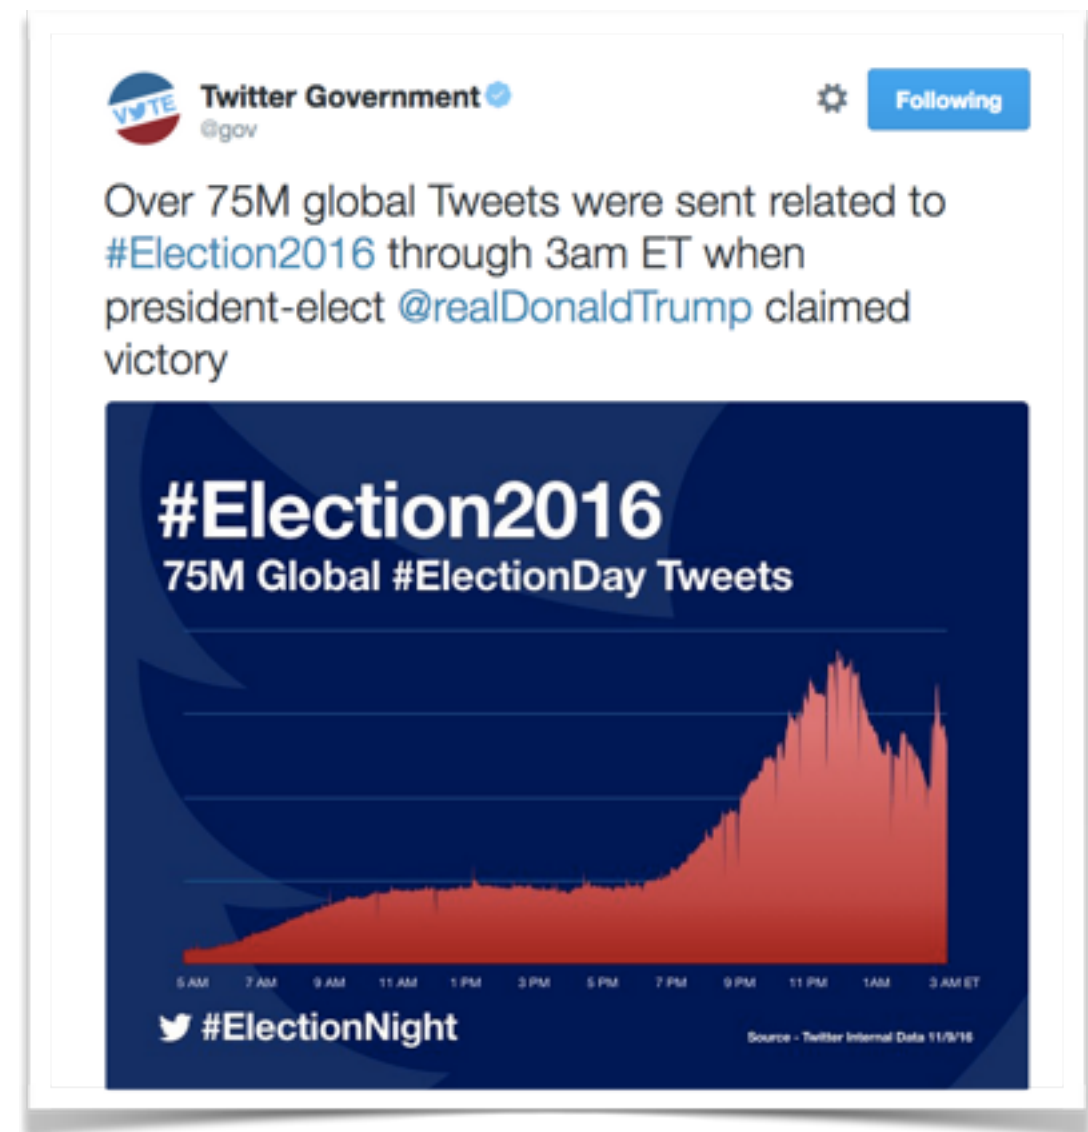 VOTE
Twitter Government
@gov
Following
Over 75M global Tweets were sent related to
#Election2016 through 3am ET when
president-elect @realDonaldTrump claimed
victory
#Election2016
75M Global #ElectionDay Tweets
5 AM 7 AM 9 AM 11 AM 1 PM 3 PM 5 PM 7 PM 9 PM 11 PM 1AM 3 AM ET
#ElectionNight
Source - Twitter Internal Data 11/9/16